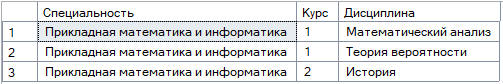 Специальность Курс Дисциплина
1 Прикладная математика и информатика 1 Математический анализ
2 Прикладная математика и информатика 1 Теория вероятности
3 Прикладная математика и информатика 2 История